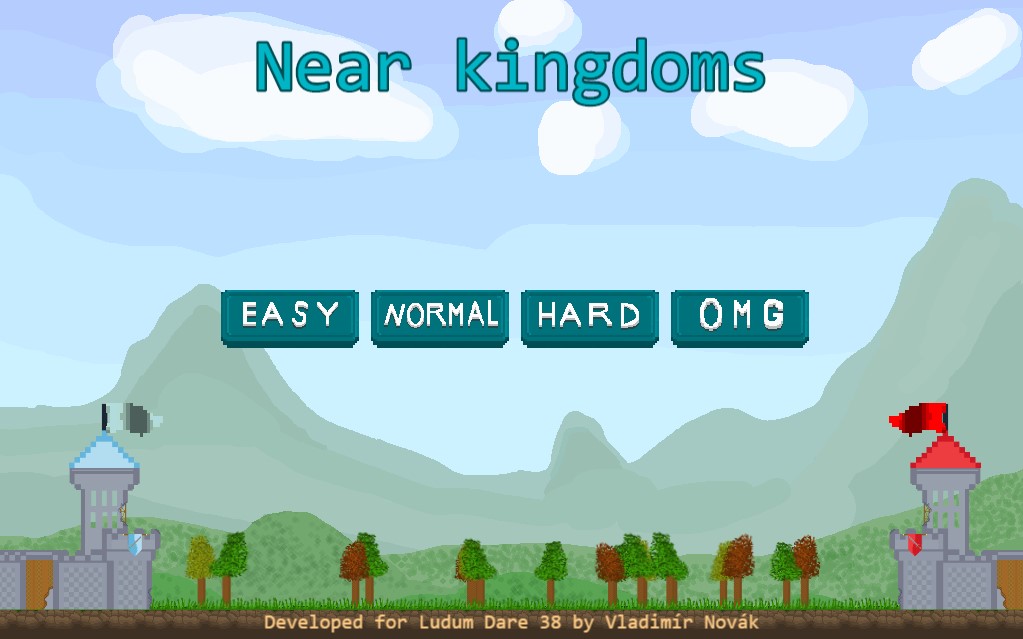 Near kingdoms
EASY NORMAL HARD OMG
Developed for Ludum Dare 38 by Vladimír Novák